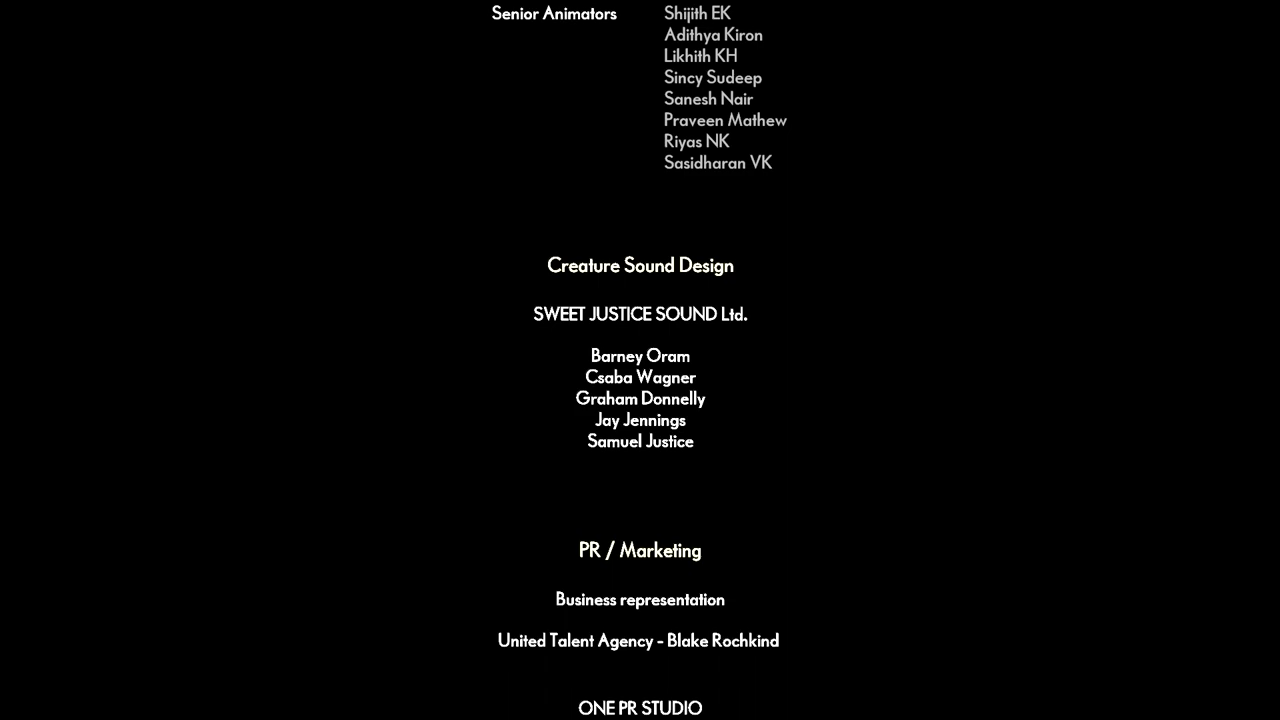 Senior Animators Shijith EK
Adithya Kiron
Likhith KH
Sincy Sudeep
Sanesh Nair
Praveen Mathew
Riyas NK
Sasidharan VK
Creature Sound Design
SWEET JUSTICE SOUND Ltd.
Barney Oram
Csaba Wagner
Graham Donnelly
Jay Jennings
Samuel Justice
PR / Marketing
Business representation
United Talent Agency - Blake Rochkind
ONE PR STUDIO